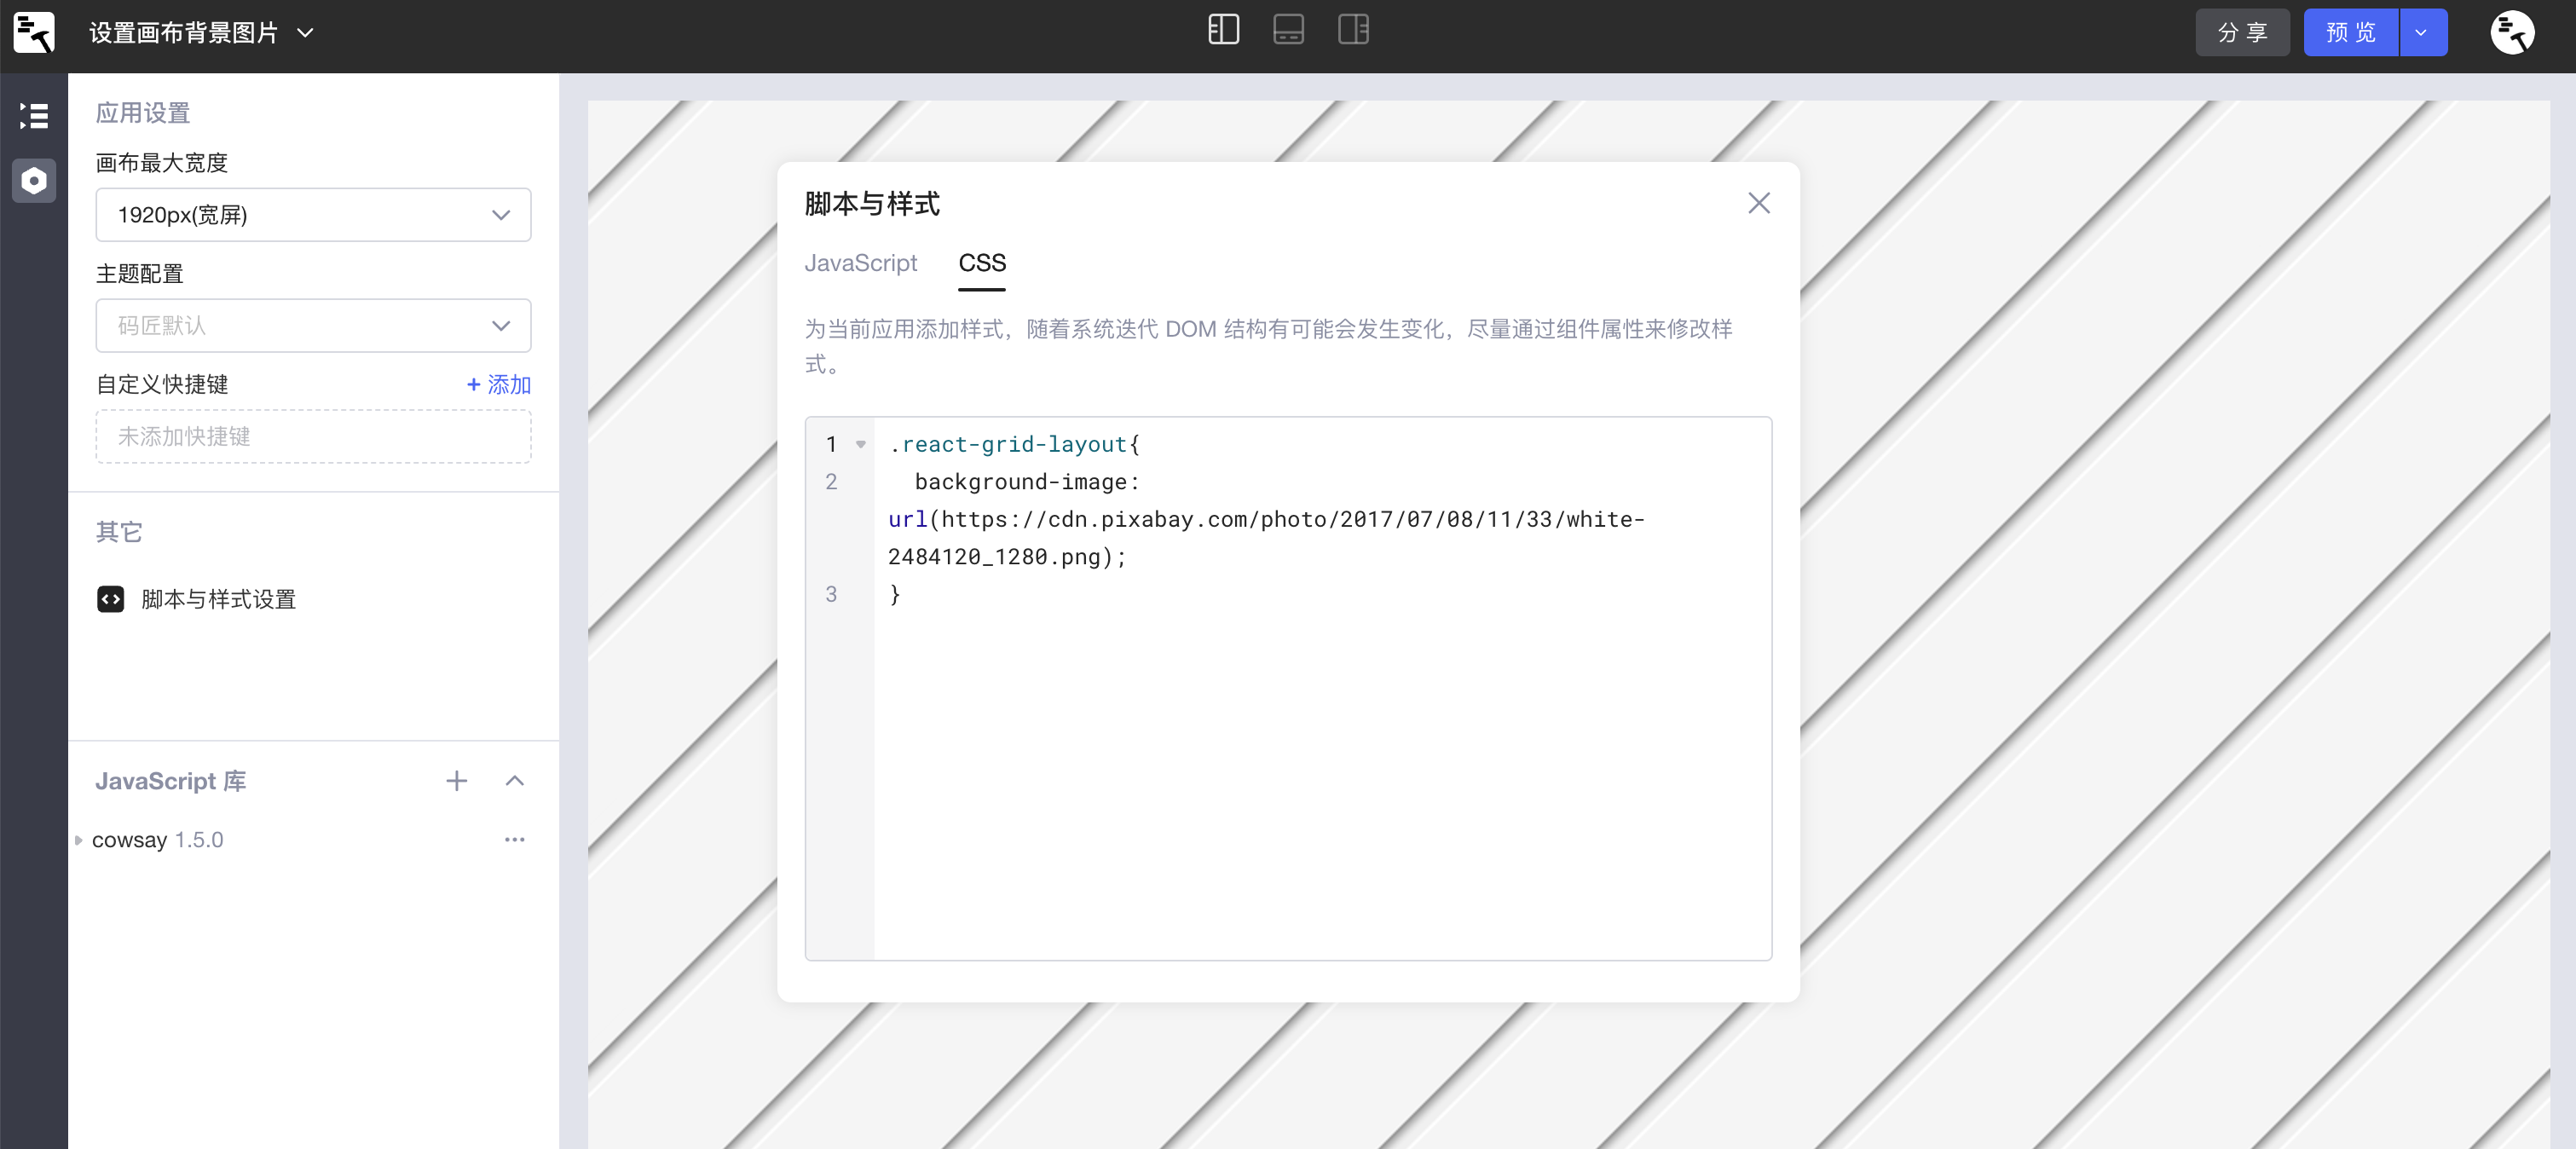 设置画布背景图片
分享
预览
应用设置
画布最大宽度
1920px(宽屏)
主题配置
码匠默认
自定义快捷键
+ 添加
未添加快捷键
其它
脚本与样式设置
JavaScript 库
cowsay 1.5.0
脚本与样式
JavaScript
CSS
为当前应用添加样式，随着系统迭代 DOM 结构有可能会发生变化，尽量通过组件属性来修改样
式。
1 .react-grid-layout{
2 background-image:
url(https://cdn.pixabay.com/photo/2017/07/08/11/33/white-
2484120_1280.png);
3 }